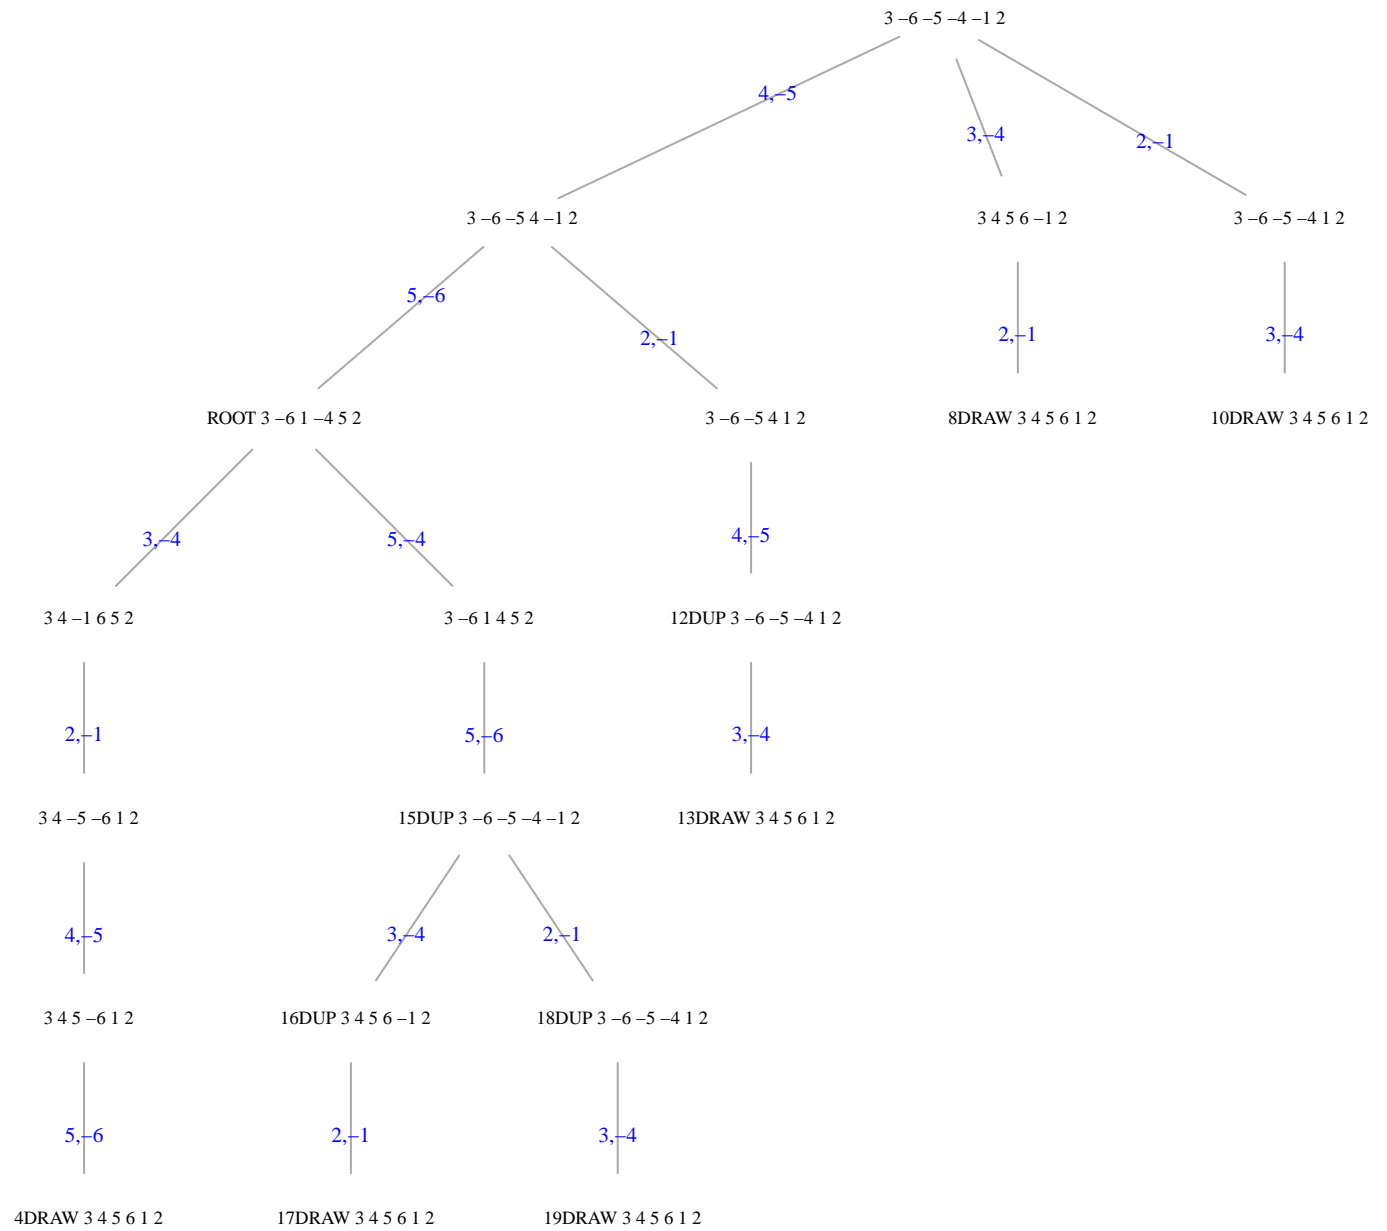 3 –6 –5 –4 –1 2
4,–5
3,–4
2,–1
3 –6 –5 4 –1 2
3 4 5 6 –1 2
3 –6 –5 –4 1 2
5,–6
2,–1
2,–1
3,–4
ROOT 3 –6 1 –4 5 2
3 –6 –5 4 1 2
8DRAW 3 4 5 6 1 2
10DRAW 3 4 5 6 1 2
3,–4
5,–4
4,–5
3 4 –1 6 5 2
3 –6 1 4 5 2
12DUP 3 –6 –5 –4 1 2
2,–1
5,–6
3,–4
3 4 –5 –6 1 2
15DUP 3 –6 –5 –4 –1 2
13DRAW 3 4 5 6 1 2
4,–5
3,–4
2,–1
3 4 5 –6 1 2
16DUP 3 4 5 6 –1 2
18DUP 3 –6 –5 –4 1 2
5,–6
2,–1
3,–4
4DRAW 3 4 5 6 1 2
17DRAW 3 4 5 6 1 2
19DRAW 3 4 5 6 1 2